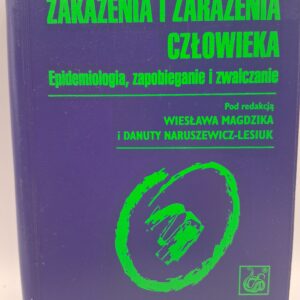 ZAKAŻENIA I ZARAŻENIA
CZŁOWIEKA
Epidemiologia, zapobieganie i zwalczanie
Pod redakcją
WIESŁAWA MAGDZIKA
i DANUTY NARUSZEWICZ-LESIUK